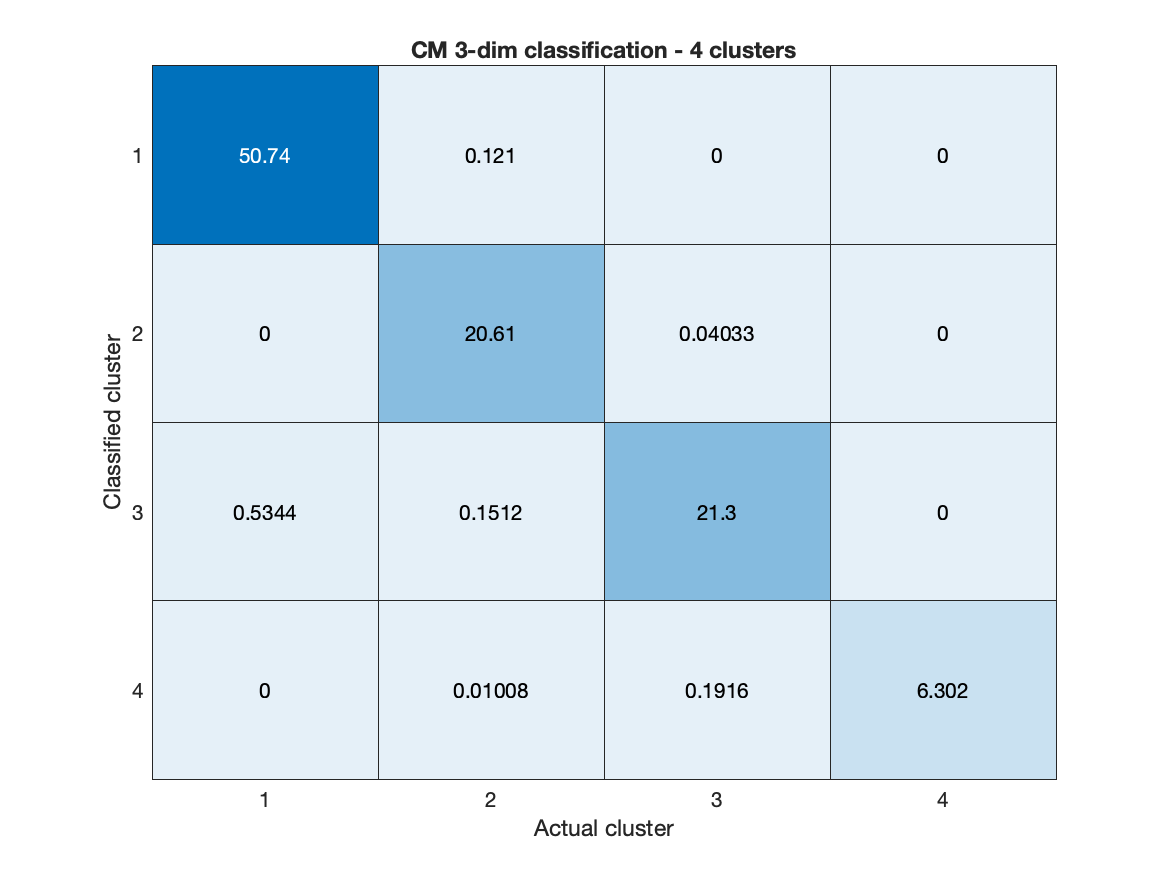 CM 3-dim classification - 4 clusters
1 50.74 0.121 0 0
2 0 20.61 0.04033 0
Classified cluster
3 0.5344 0.1512 21.3 0
4 0 0.01008 0.1916 6.302
1 2 3 4
Actual cluster